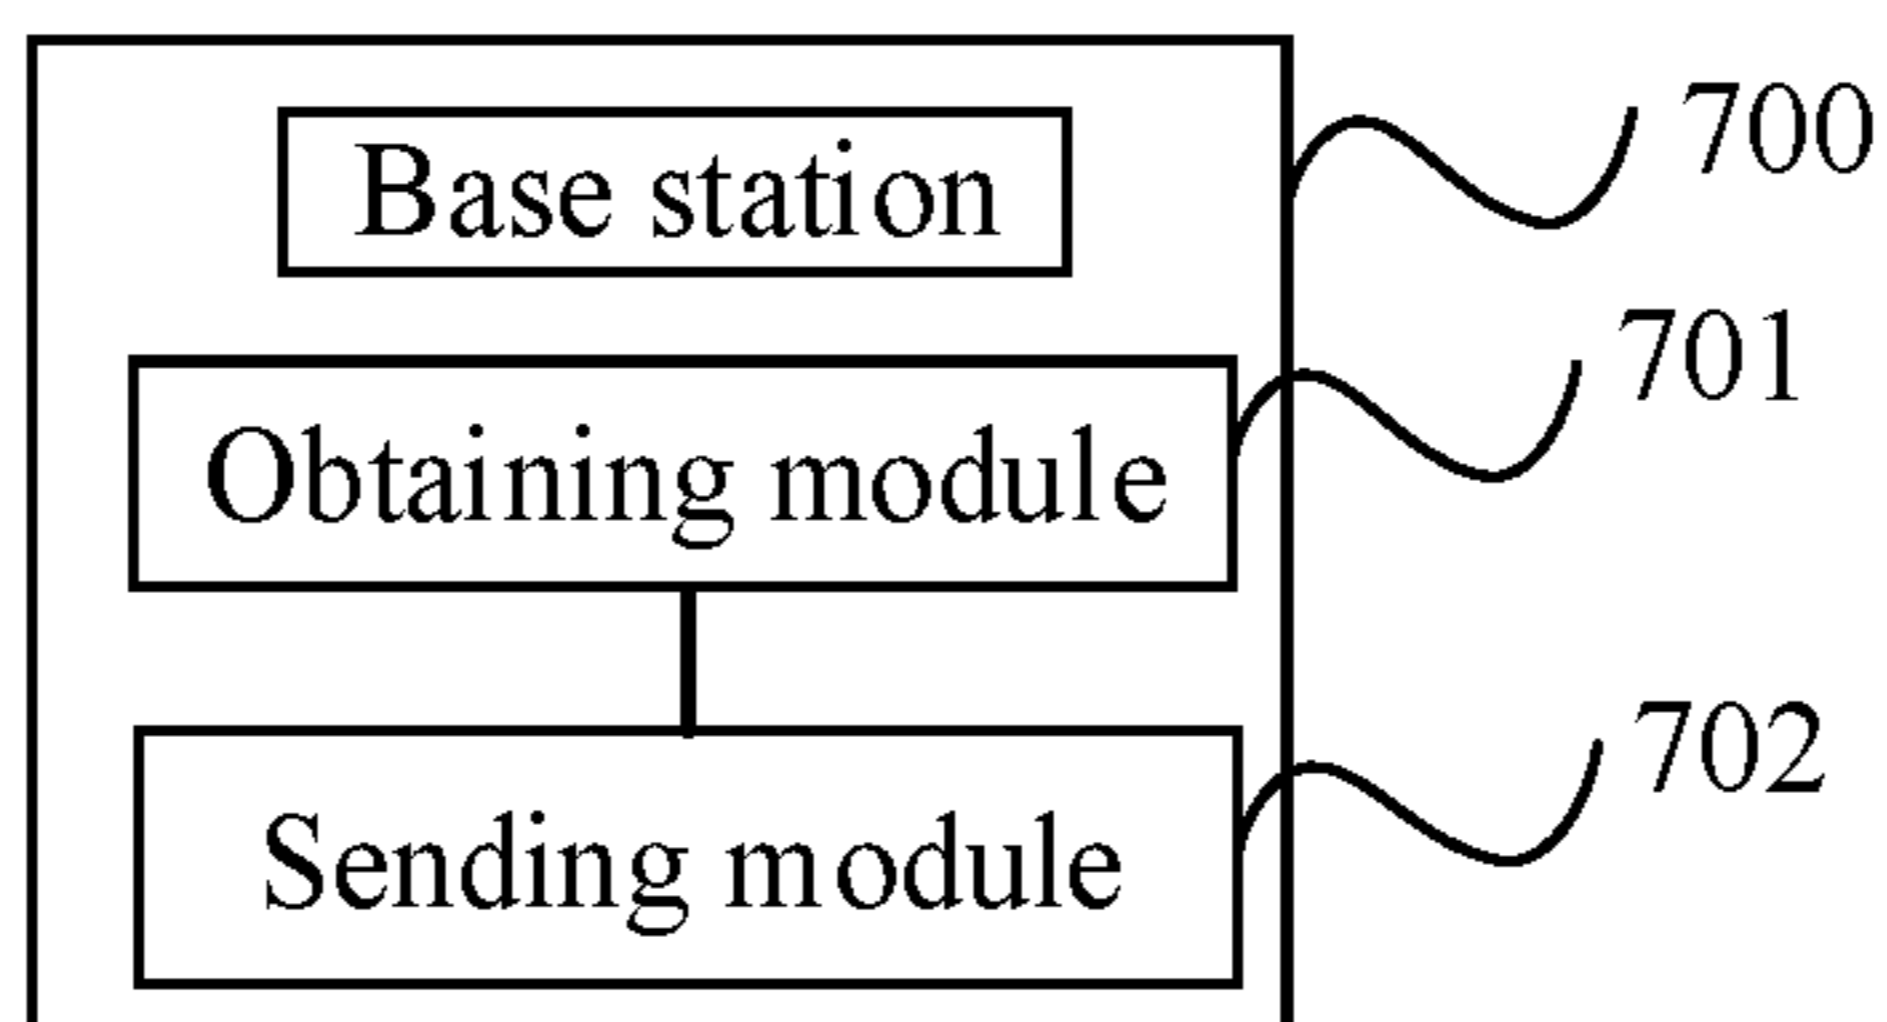 Base station
700
701
Obtaining module
702
Sending module